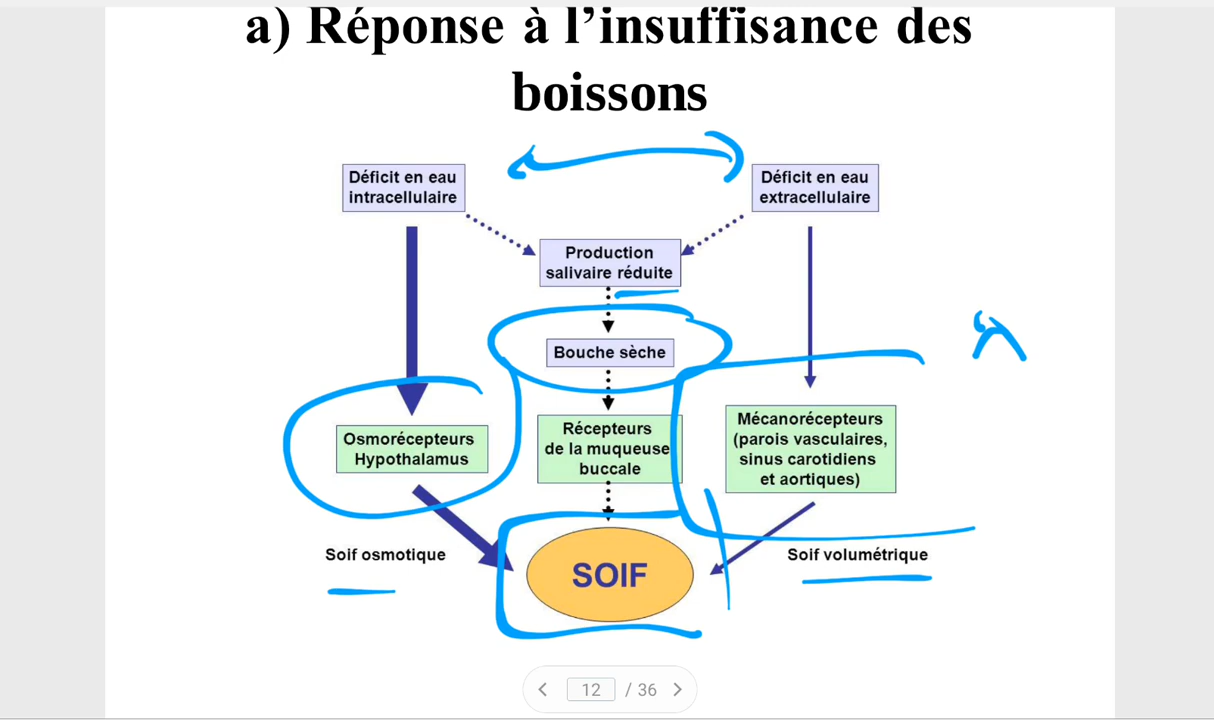 a) Réponse à l’insuffisance des
boissons
Déficit en eau
intracellulaire
Déficit en eau
extracellulaire
Production
salivaire réduite
Bouche sèche
Osmorécepteurs
Hypothalamus
Récepteurs
de la muqueuse
buccale
Mécanorécepteurs
(parois vasculaires,
sinus carotidiens
et aortiques)
Soif osmotique
SOIF
Soif volumétrique
12 / 36